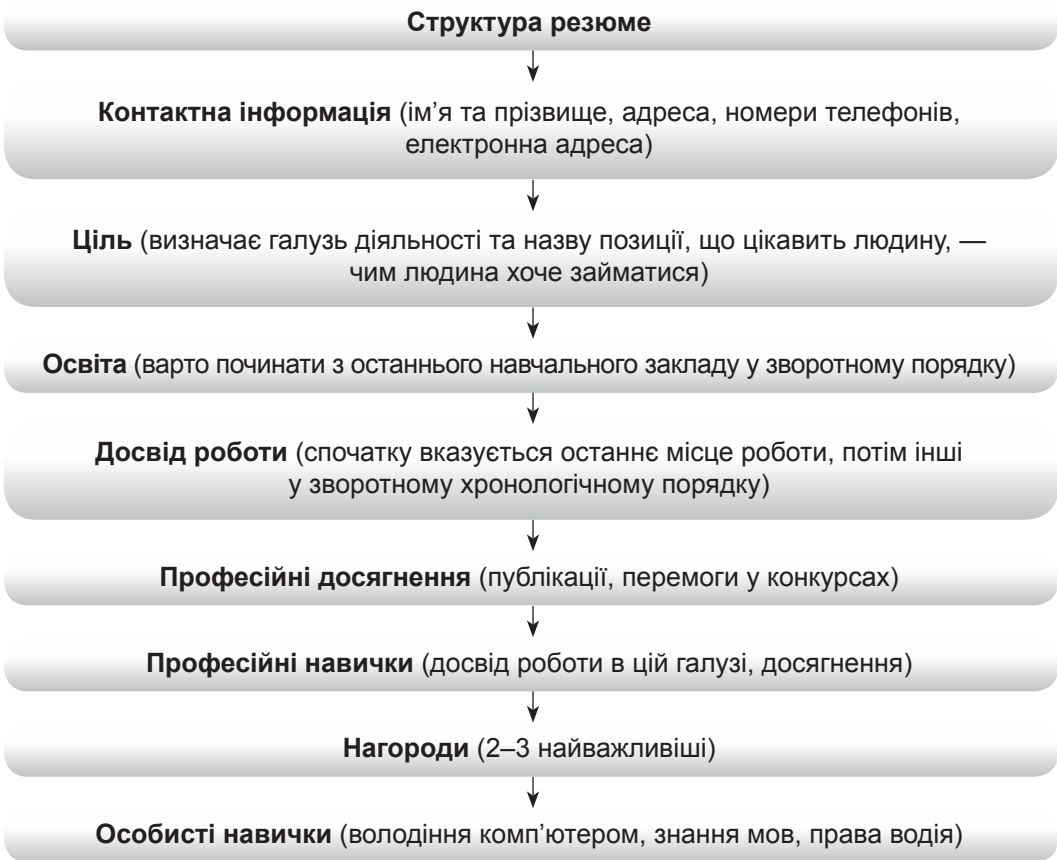 Структура резюме
Контактна інформація (ім’я та прізвище, адреса, номери телефонів,
електронна адреса)
Ціль (визначає галузь діяльності та назву позиції, що цікавить людину, —
чим людина хоче займатися)
Освіта (варто починати з останнього навчального закладу у зворотному порядку)
Досвід роботи (спочатку вказується останнє місце роботи, потім інші
у зворотному хронологічному порядку)
Професійні досягнення (публікації, перемоги у конкурсах)
Професійні навички (досвід роботи в цій галузі, досягнення)
Нагороди (2–3 найважливіші)
Особисті навички (володіння комп’ютером, знання мов, права водія)